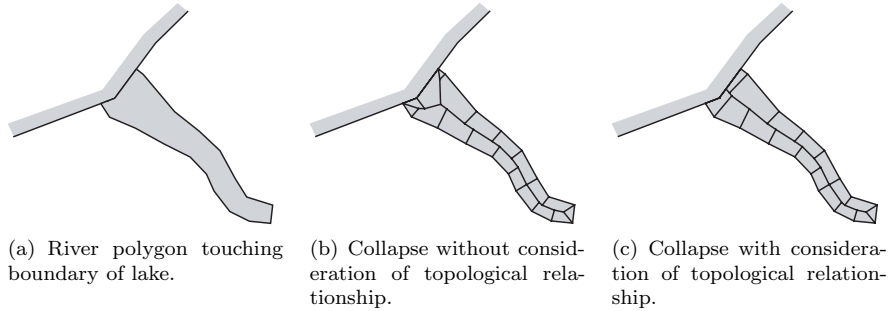 (a) River polygon touching
boundary of lake.
(b) Collapse without consid-
eration of topological rela-
tionship.
(c) Collapse with considera-
tion of topological relation-
ship.